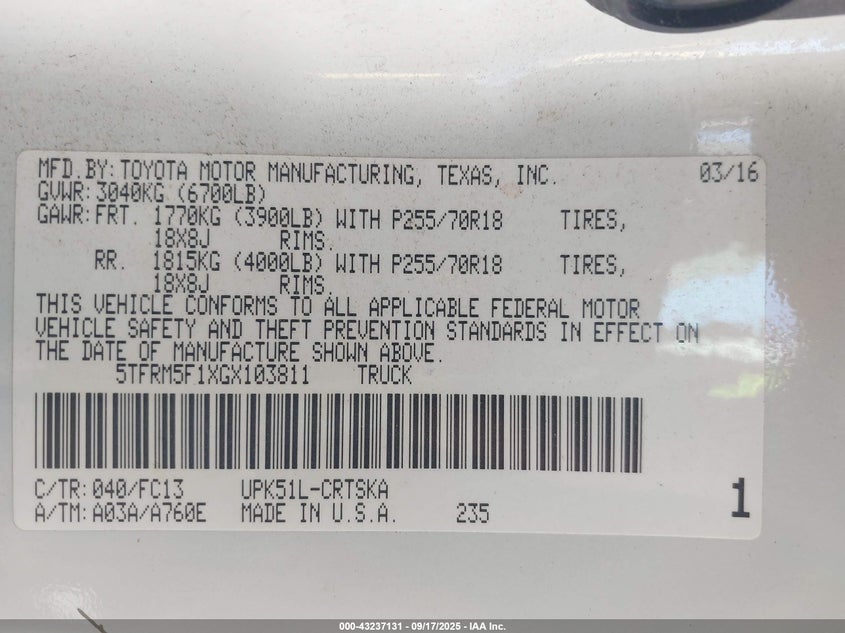 MFD.BY: TOYOTA MOTOR MANUFACTURING, TEXAS, INC. 03/16
GVWR: 3040KG (6700LB)
GAWR: FRT. 1770KG (3900LB) WITH P255/70R18 TIRES,
18X8J RIMS.
RR. 1815KG (4000LB) WITH P255/70R18 TIRES,
18X8J RIMS.
THIS VEHICLE CONFORMS TO ALL APPLICABLE FEDERAL MOTOR
VEHICLE SAFETY AND THEFT PREVENTION STANDARDS IN EFFECT ON
THE DATE OF MANUFACTURE SHOWN ABOVE.
5TFRM5F1XGX103811 TRUCK
C/TR: 040/FC13 UPK51L-CRTSKA
A/TM: A03A/A760E MADE IN U.S.A. 235 1
000-43237131 - 09/17/2025 - IAA Inc.